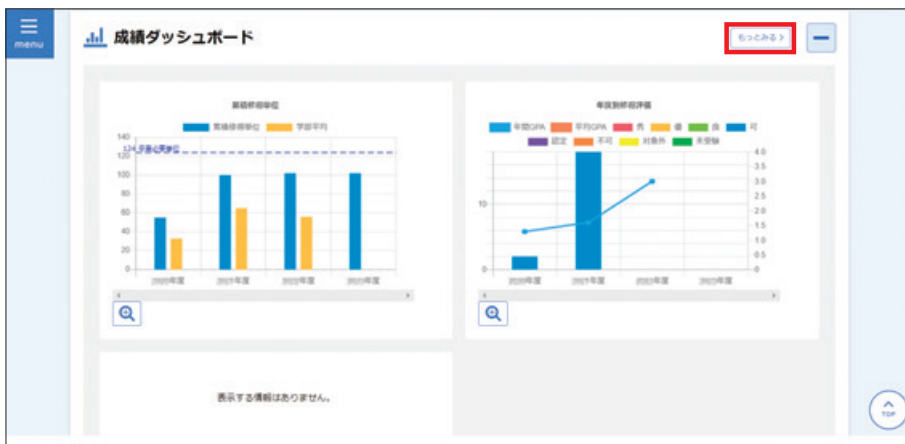 menu
成績ダッシュボード
もっとみる >
累積修得単位
累積修得単位 学部平均
140
124 卒業必要単位
120
100
80
60
40
20
0
2020年度 2021年度 2022年度 2023年度
年度別修得評価
年間GPA 平均GPA 秀 優 良 可
認定 不可 対象外 未受験
10
0
4.0
3.5
3.0
2.5
2.0
1.5
1.0
0.5
0
2020年度 2021年度 2022年度 2023年度
表示する情報はありません。
TOP